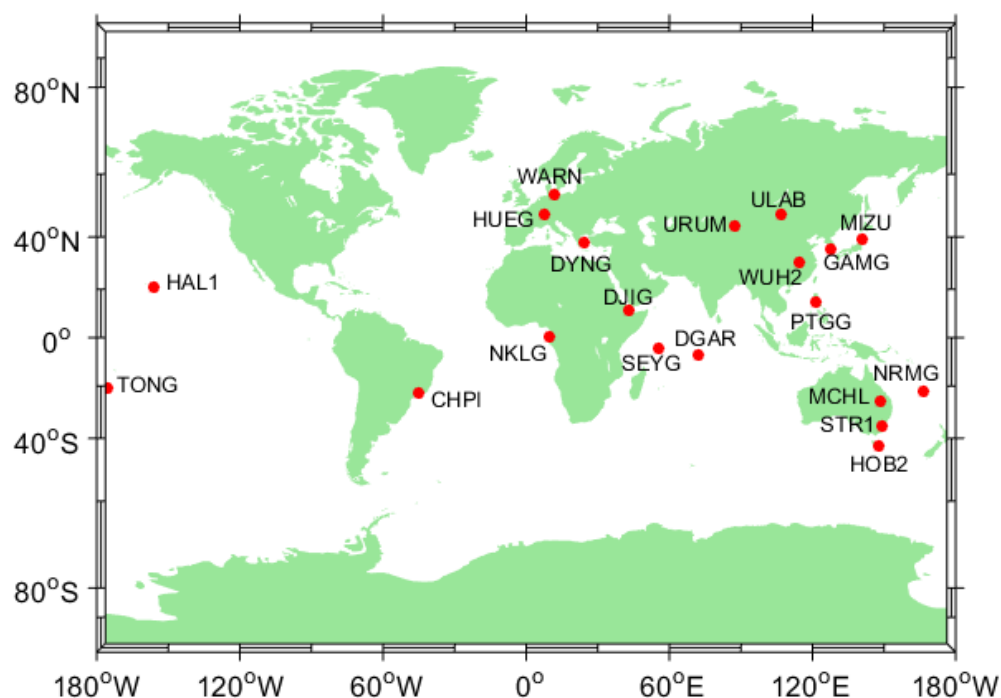 80°N
WARN
ULAB
HUEG
URUM
MIZU
40°N
DYNG
GAMG
WUH2
HAL1
DJIG
PTGG
0°
NKLG
DGAR
SEYG
TONG
NRMG
CHPI
MCHL
STR1
40°S
HOB2
80°S
180°W 120°W 60°W 0° 60°E 120°E 180°W